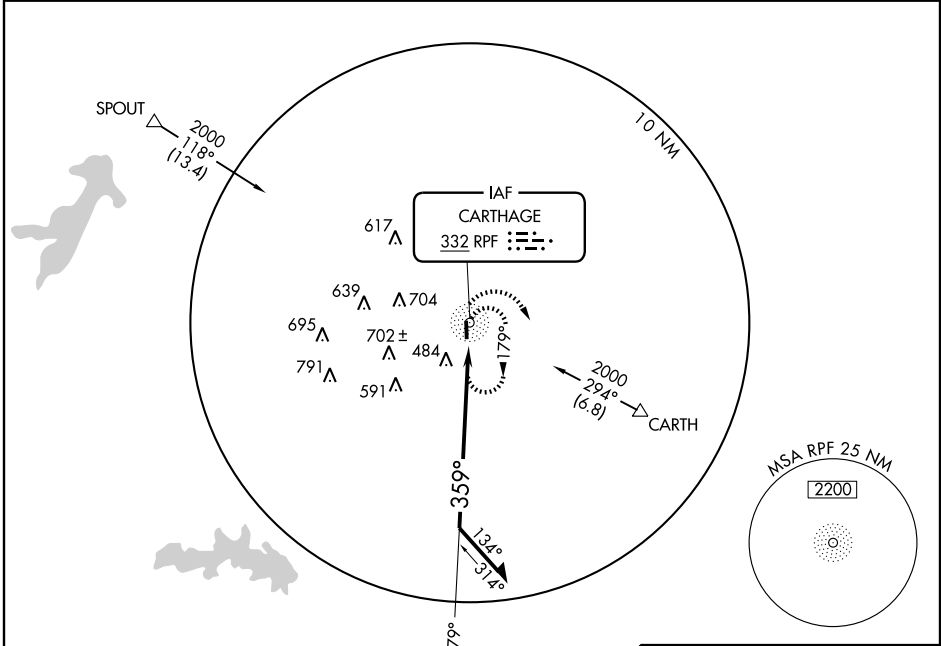 SPOUT
2000
118°
(13.4)
10 NM
IAF
CARTHAGE
332 RPF
617
639
704
695
702±
484
791
591
179°
2000
294°
(6.8)
CARTH
359°
134°
314°
79°
MSA RPF 25 NM
2200